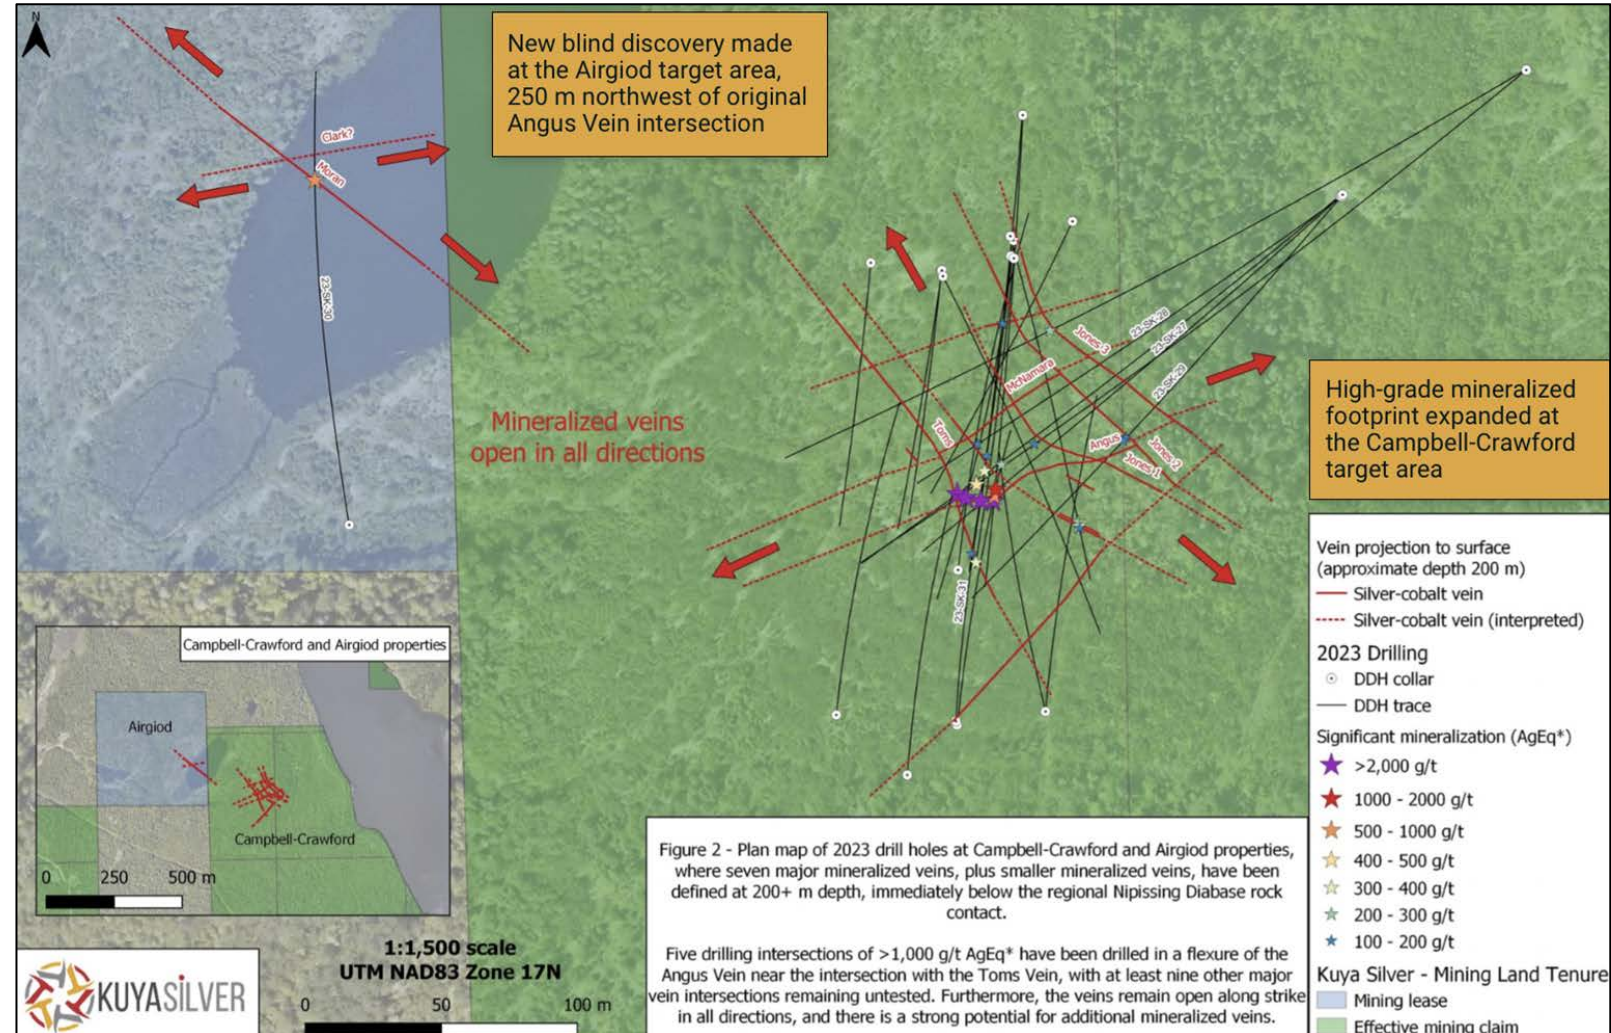 N
New blind discovery made
at the Airgiod target area,
250 m northwest of original
Angus Vein intersection
Clark?
Moran
23-SK-30
Mineralized veins
open in all directions
23-SK-28
23-SK-27
23-SK-29
Jones-3
McNamara
Toms
Angus
Jones-2
Jones-1
23-SK-31
High-grade mineralized
footprint expanded at
the Campbell-Crawford
target area
Vein projection to surface
(approximate depth 200 m)
Silver-cobalt vein
Silver-cobalt vein (interpreted)
2023 Drilling
DDH collar
DDH trace
Significant mineralization (AgEq*)
>2,000 g/t
1000 - 2000 g/t
500 - 1000 g/t
400 - 500 g/t
300 - 400 g/t
200 - 300 g/t
100 - 200 g/t
Kuya Silver - Mining Land Tenure
Mining lease
Effective mining claim
Campbell-Crawford and Airgiod properties
Airgiod
Campbell-Crawford
0 250 500 m
KUYASILVER
1:1,500 scale
UTM NAD83 Zone 17N
0 50 100 m
Figure 2 - Plan map of 2023 drill holes at Campbell-Crawford and Airgiod properties,
where seven major mineralized veins, plus smaller mineralized veins, have been
defined at 200+ m depth, immediately below the regional Nipissing Diabase rock
contact.
Five drilling intersections of >1,000 g/t AgEq* have been drilled in a flexure of the
Angus Vein near the intersection with the Toms Vein, with at least nine other major
vein intersections remaining untested. Furthermore, the veins remain open along strike
in all directions, and there is a strong potential for additional mineralized veins.